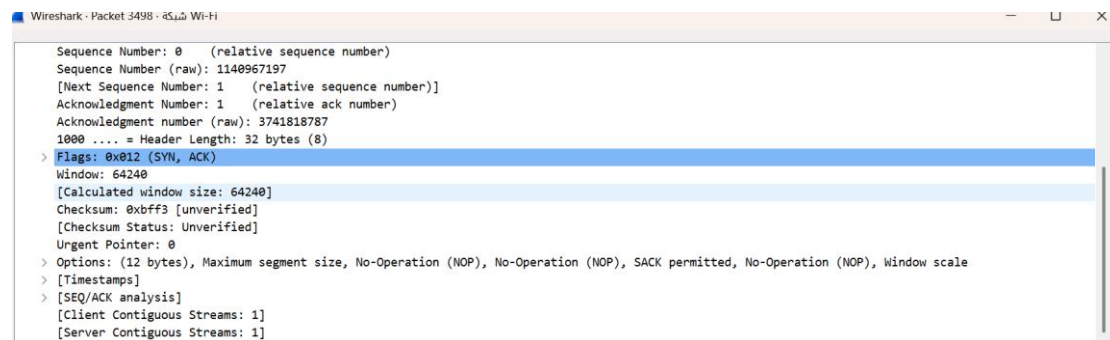 Wireshark · Packet 3498 · شبكة Wi-Fi
Sequence Number: 0 (relative sequence number)
Sequence Number (raw): 1140967197
[Next Sequence Number: 1 (relative sequence number)]
Acknowledgment Number: 1 (relative ack number)
Acknowledgment number (raw): 3741818787
1000 .... = Header Length: 32 bytes (8)
> Flags: 0x012 (SYN, ACK)
Window: 64240
[Calculated window size: 64240]
Checksum: 0xbff3 [unverified]
[Checksum Status: Unverified]
Urgent Pointer: 0
> Options: (12 bytes), Maximum segment size, No-Operation (NOP), No-Operation (NOP), SACK permitted, No-Operation (NOP), Window scale
> [Timestamps]
> [SEQ/ACK analysis]
[Client Contiguous Streams: 1]
[Server Contiguous Streams: 1]